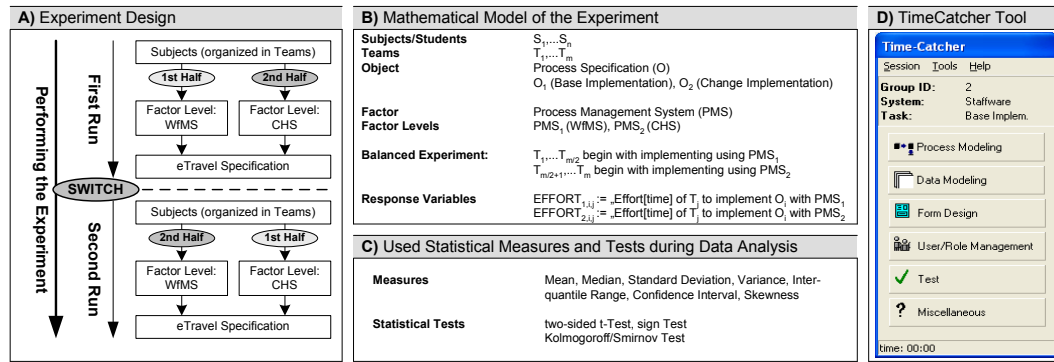 A) Experiment Design
Performing the Experiment
First Run
Subjects (organized in Teams)
1st Half
2nd Half
Factor Level:
WfMS
Factor Level:
CHS
eTravel Specification
SWITCH
Second Run
Subjects (organized in Teams)
2nd Half
1st Half
Factor Level:
WfMS
Factor Level:
CHS
eTravel Specification
B) Mathematical Model of the Experiment
Subjects/Students S1,...Sn
Teams T1,...Tm
Object Process Specification (O)
O1 (Base Implementation), O2 (Change Implementation)
Factor Process Management System (PMS)
Factor Levels PMS1 (WfMS), PMS2 (CHS)
Balanced Experiment: T1,...Tm/2 begin with implementing using PMS1
Tm/2+1,...Tm begin with implementing using PMS2
Response Variables EFFORT1,i,j := „Effort[time] of Tj to implement Oi with PMS1
EFFORT2,i,j := „Effort[time] of Tj to implement Oi with PMS2
C) Used Statistical Measures and Tests during Data Analysis
Measures Mean, Median, Standard Deviation, Variance, Inter-
quantile Range, Confidence Interval, Skewness
Statistical Tests two-sided t-Test, sign Test
Kolmogoroff/Smirnov Test
D) TimeCatcher Tool
Time-Catcher
Session Tools Help
Group ID: 2
System: Staffware
Task: Base Implem.
Process Modeling
Data Modeling
Form Design
User/Role Management
Test
? Miscellaneous
time: 00:00